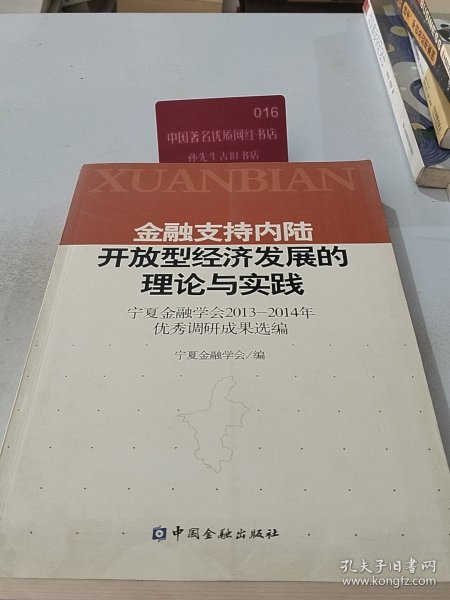 016
中国著名优质网红书店
孙先生古旧书店
XUANBIAN
金融支持内陆
开放型经济发展的
理论与实践
宁夏金融学会2013-2014年
优秀调研成果选编
宁夏金融学会/编
中国金融出版社
孔夫子旧书网
www.kongfz.com